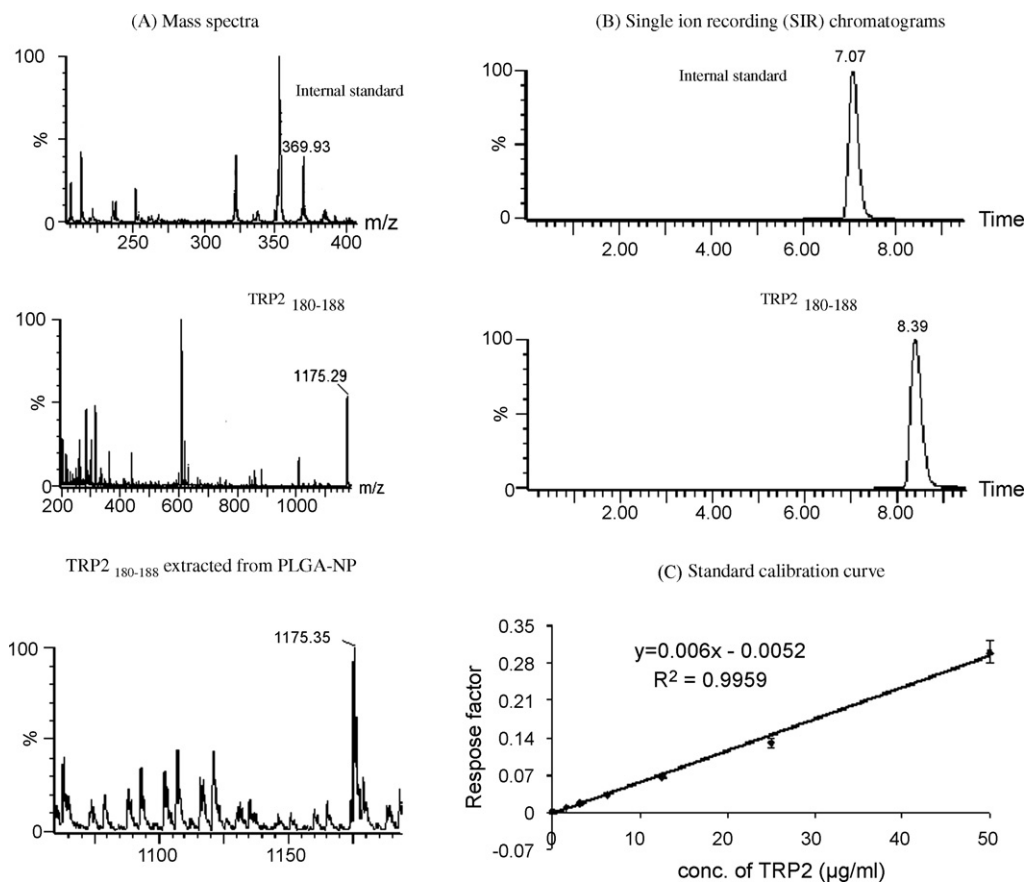 (A) Mass spectra
100
%
0
Internal standard
369.93
250 300 350 400 m/z
TRP2 180-188
100
%
0
1175.29
200 400 600 800 1000 m/z
TRP2 180-188 extracted from PLGA-NP
100
%
0
1175.35
1100 1150
(B) Single ion recording (SIR) chromatograms
7.07
Internal standard
100
%
0
2.00 4.00 6.00 8.00 Time
TRP2 180-188
8.39
100
%
0
2.00 4.00 6.00 8.00 Time
(C) Standard calibration curve
Respose factor
0.35
0.28
0.21
0.14
0.07
0
-0.07
y=0.006x - 0.0052
R2 = 0.9959
0 10 20 30 40 50
conc. of TRP2 (µg/ml)